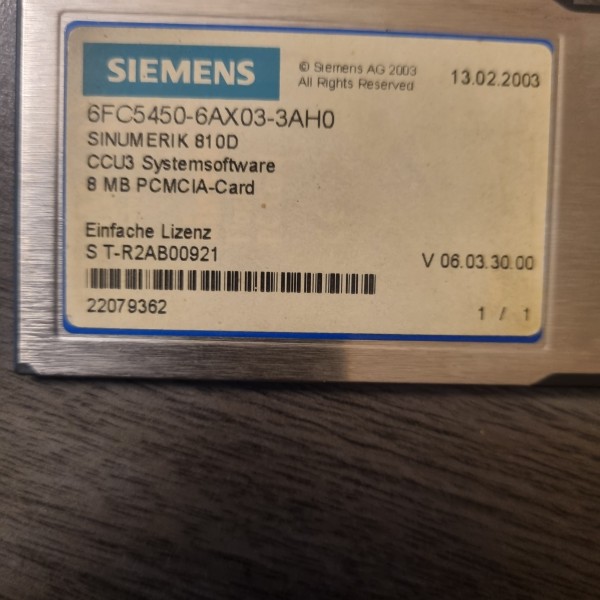 SIEMENS
© Siemens AG 2003
All Rights Reserved
13.02.2003
6FC5450-6AX03-3AH0
SINUMERIK 810D
CCU3 Systemsoftware
8 MB PCMCIA-Card
Einfache Lizenz
S T-R2AB00921
V 06.03.30.00
22079362
1 / 1